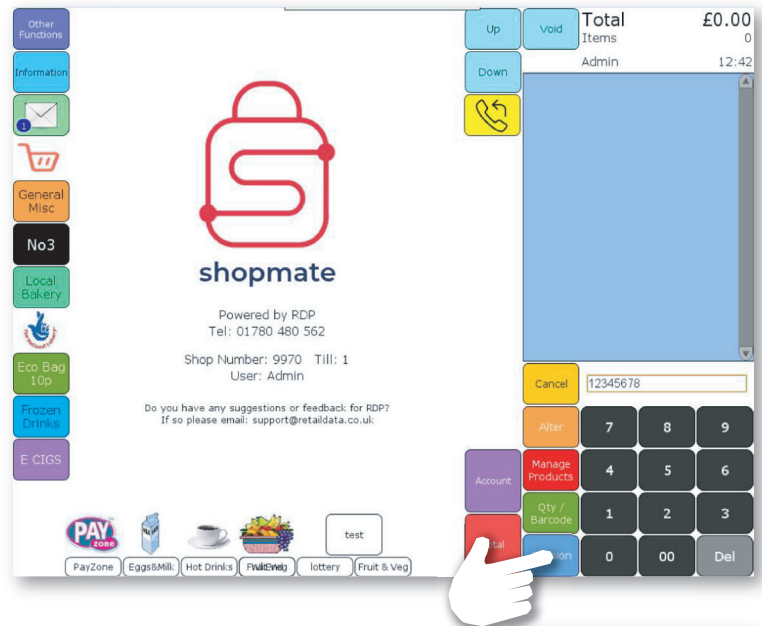 Other
Functions
Information
1
General
Misc
No3
Local
Bakery
Eco Bag
10p
Frozen
Drinks
E CIGS
shopmate
Powered by RDP
Tel: 01780 480 562
Shop Number: 9970 Till: 1
User: Admin
Do you have any suggestions or feedback for RDP?
If so please email: support@retaildata.co.uk
PAY
zone
test
PayZone
Eggs&Milk
Hot Drinks
lottery
Fruit & Veg
Up
Down
Void
Total £0.00
Items 0
Admin 12:42
Cancel
12345678
Alter
7 8 9
Account
Manage
Products
4 5 6
Qty /
Barcode
1 2 3
0 00 Del